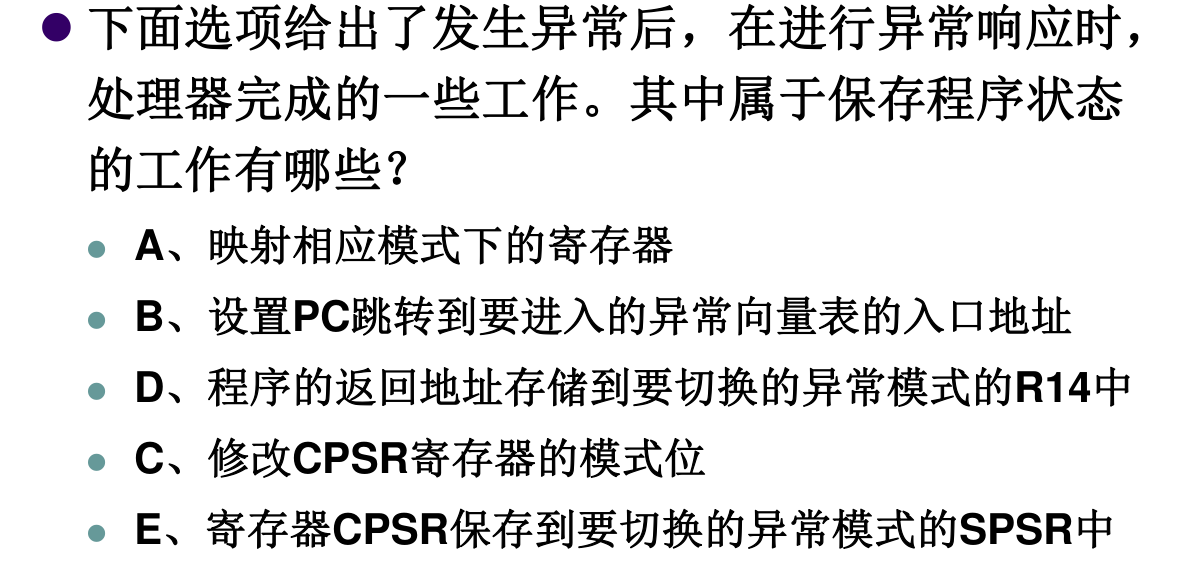 下面选项给出了发生异常后，在进行异常响应时，
处理器完成的一些工作。其中属于保存程序状态
的工作有哪些？
A、映射相应模式下的寄存器
B、设置PC跳转到要进入的异常向量表的入口地址
D、程序的返回地址存储到要切换的异常模式的R14中
C、修改CPSR寄存器的模式位
E、寄存器CPSR保存到要切换的异常模式的SPSR中